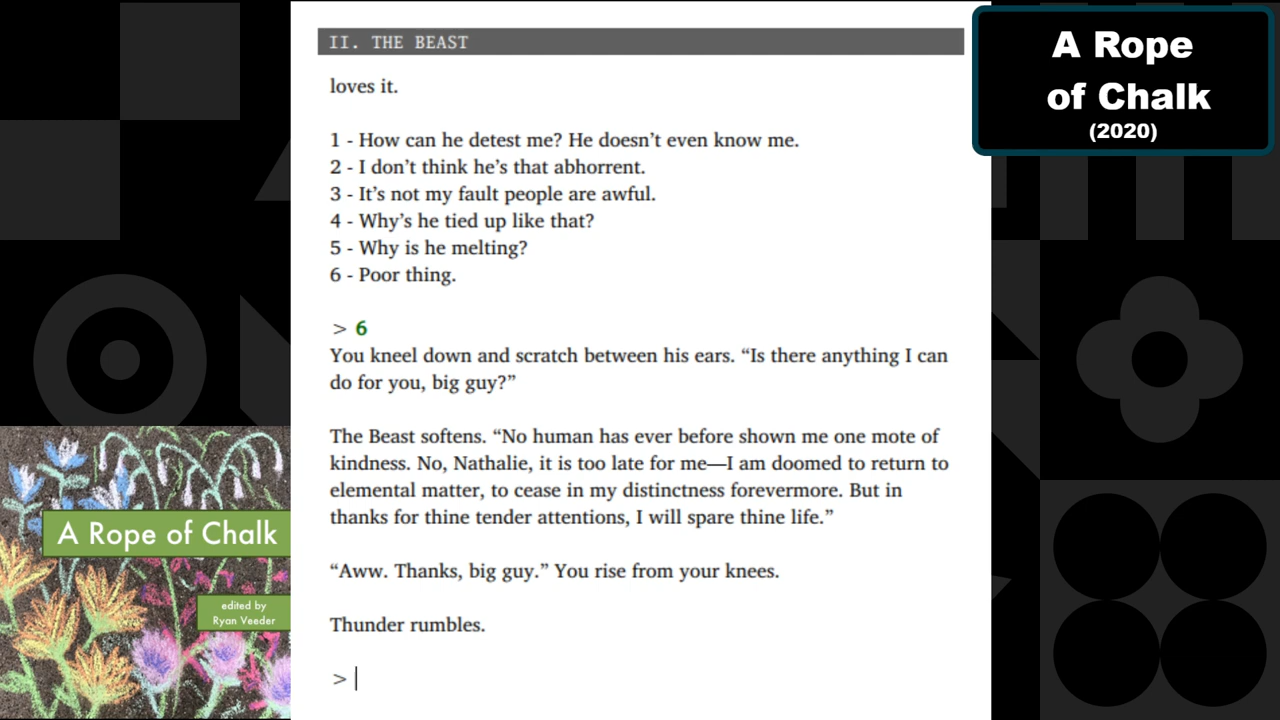 II. THE BEAST
loves it.
1 - How can he detest me? He doesn’t even know me.
2 - I don’t think he’s that abhorrent.
3 - It’s not my fault people are awful.
4 - Why’s he tied up like that?
5 - Why is he melting?
6 - Poor thing.
> 6
You kneel down and scratch between his ears. “Is there anything I can
do for you, big guy?”
The Beast softens. “No human has ever before shown me one mote of
kindness. No, Nathalie, it is too late for me—I am doomed to return to
elemental matter, to cease in my distinctness forevermore. But in
thanks for thine tender attentions, I will spare thine life.”
“Aww. Thanks, big guy.” You rise from your knees.
Thunder rumbles.
>
A Rope
of Chalk
(2020)
A Rope of Chalk
edited by
Ryan Veeder